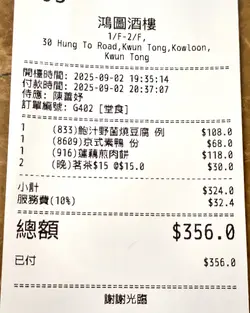 鴻圖酒樓
1/F-2/F,
30 Hung To Road,Kwun Tong,Kowloon,
Kwun Tong
開檯時間: 2025-09-02 19:35:14
付款時間: 2025-09-02 20:37:07
侍應: 陳蕾妤
訂單編號: G402 [堂食]
1 (833)鮑汁野菌燒豆腐 例 $108.0
1 (8609)京式素鴨 份 $68.0
1 (916)蓮藕煎肉餅 $118.0
2 (晚)茗茶$15 @$15.0 $30.0
小計 $324.0
服務費(10%) $32.4
總額 $356.0
已付 $356.0
謝謝光臨